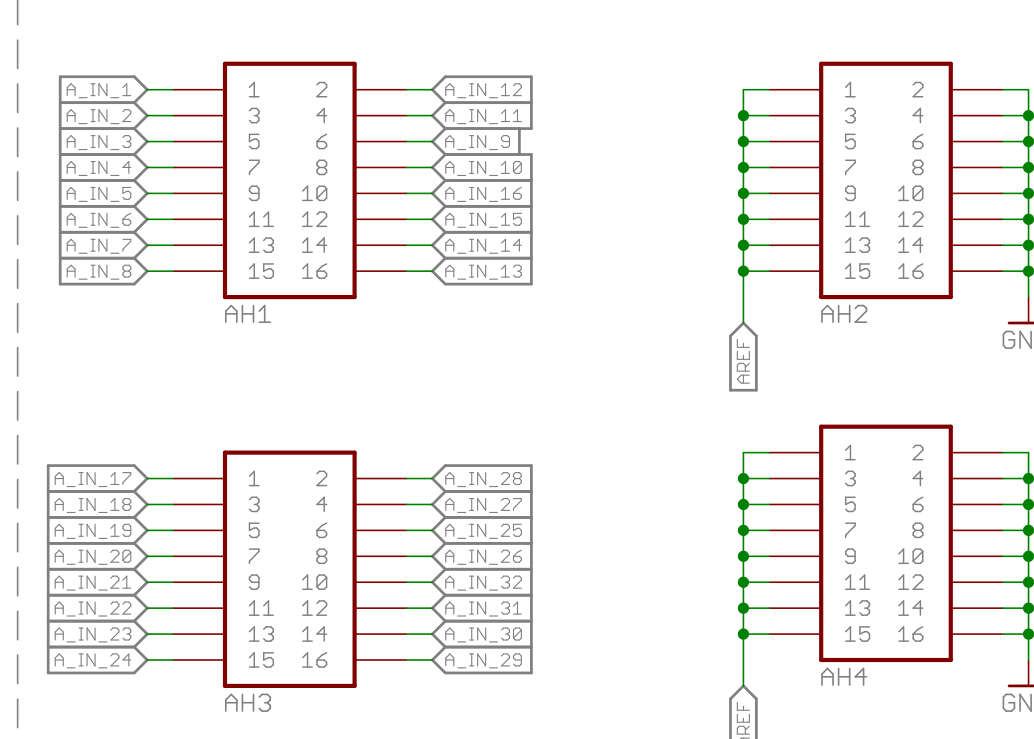 A_IN_1 1 2 A_IN_12
A_IN_2 3 4 A_IN_11
A_IN_3 5 6 A_IN_9
A_IN_4 7 8 A_IN_10
A_IN_5 9 10 A_IN_16
A_IN_6 11 12 A_IN_15
A_IN_7 13 14 A_IN_14
A_IN_8 15 16 A_IN_13
AH1
1 2
3 4
5 6
7 8
9 10
11 12
13 14
15 16
AH2
GN
AREF
A_IN_17 1 2 A_IN_28
A_IN_18 3 4 A_IN_27
A_IN_19 5 6 A_IN_25
A_IN_20 7 8 A_IN_26
A_IN_21 9 10 A_IN_32
A_IN_22 11 12 A_IN_31
A_IN_23 13 14 A_IN_30
A_IN_24 15 16 A_IN_29
AH3
1 2
3 4
5 6
7 8
9 10
11 12
13 14
15 16
AH4
GN
REF